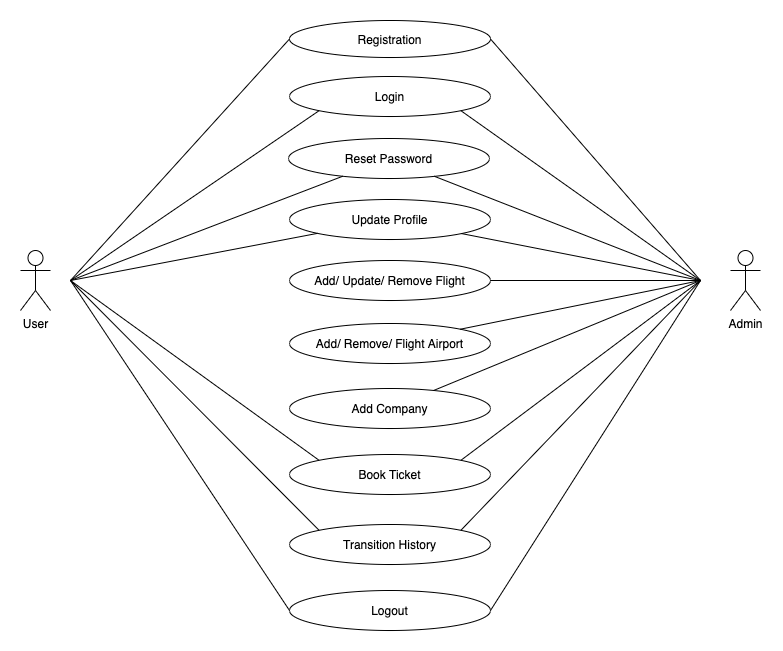 Registration
Login
Reset Password
Update Profile
Add/ Update/ Remove Flight
User
Admin
Add/ Remove/ Flight Airport
Add Company
Book Ticket
Transition History
Logout